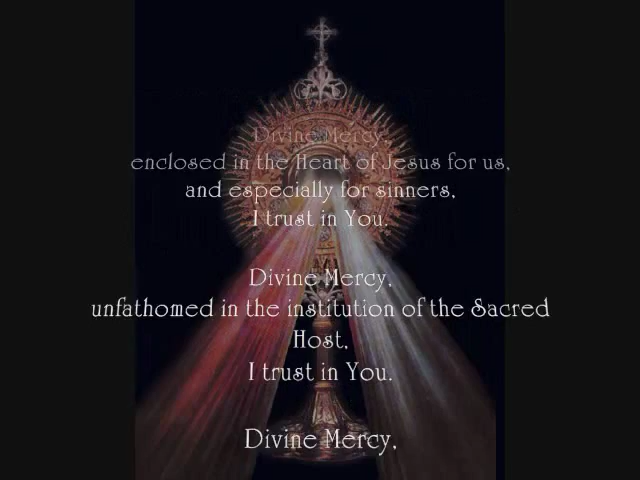 Divine Mercy,
enclosed in the Heart of Jesus for us,
and especially for sinners,
I trust in You.
Divine Mercy,
unfathomed in the institution of the Sacred
Host,
I trust in You.
Divine Mercy,